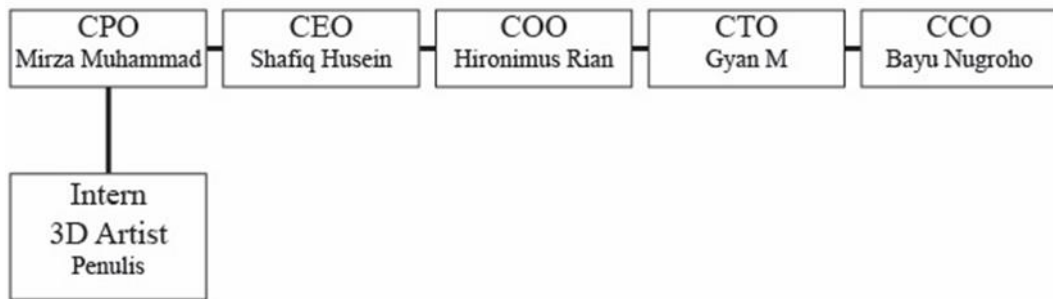 CPO
Mirza Muhammad
CEO
Shafiq Husein
COO
Hironimus Rian
CTO
Gyan M
CCO
Bayu Nugroho
Intern
3D Artist
Penulis